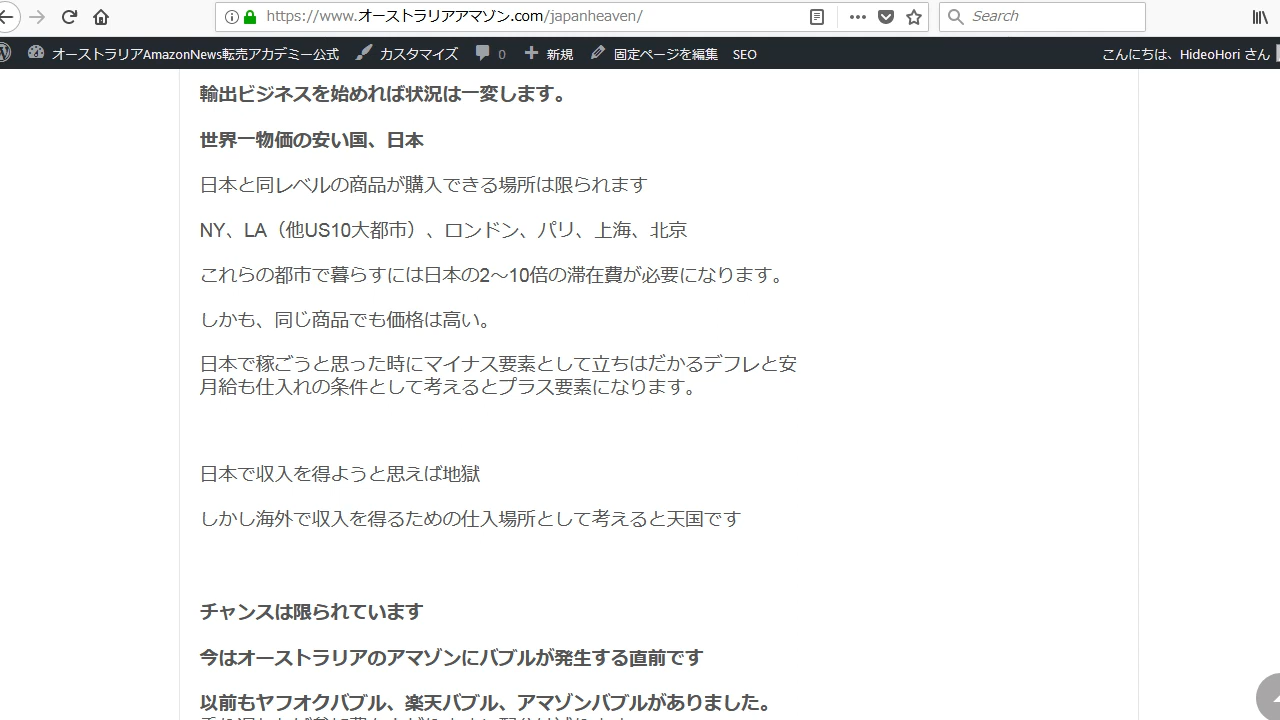 https://www.オーストラリアアマゾン.com/japanheaven/
Search
オーストラリアAmazonNews転売アカデミー公式 カスタマイズ 0 新規 固定ページを編集 SEO こんにちは、HideoHori さん
輸出ビジネスを始めれば状況は一変します。
世界一物価の安い国、日本
日本と同レベルの商品が購入できる場所は限られます
NY、LA（他US10大都市）、ロンドン、パリ、上海、北京
これらの都市で暮らすには日本の2〜10倍の滞在費が必要になります。
しかも、同じ商品でも価格は高い。
日本で稼ごうと思った時にマイナス要素として立ちはだかるデフレと安
月給も仕入れの条件として考えるとプラス要素になります。
日本で収入を得ようと思えば地獄
しかし海外で収入を得るための仕入場所として考えると天国です
チャンスは限られています
今はオーストラリアのアマゾンにバブルが発生する直前です
以前もヤフオクバブル、楽天バブル、アマゾンバブルがありました。